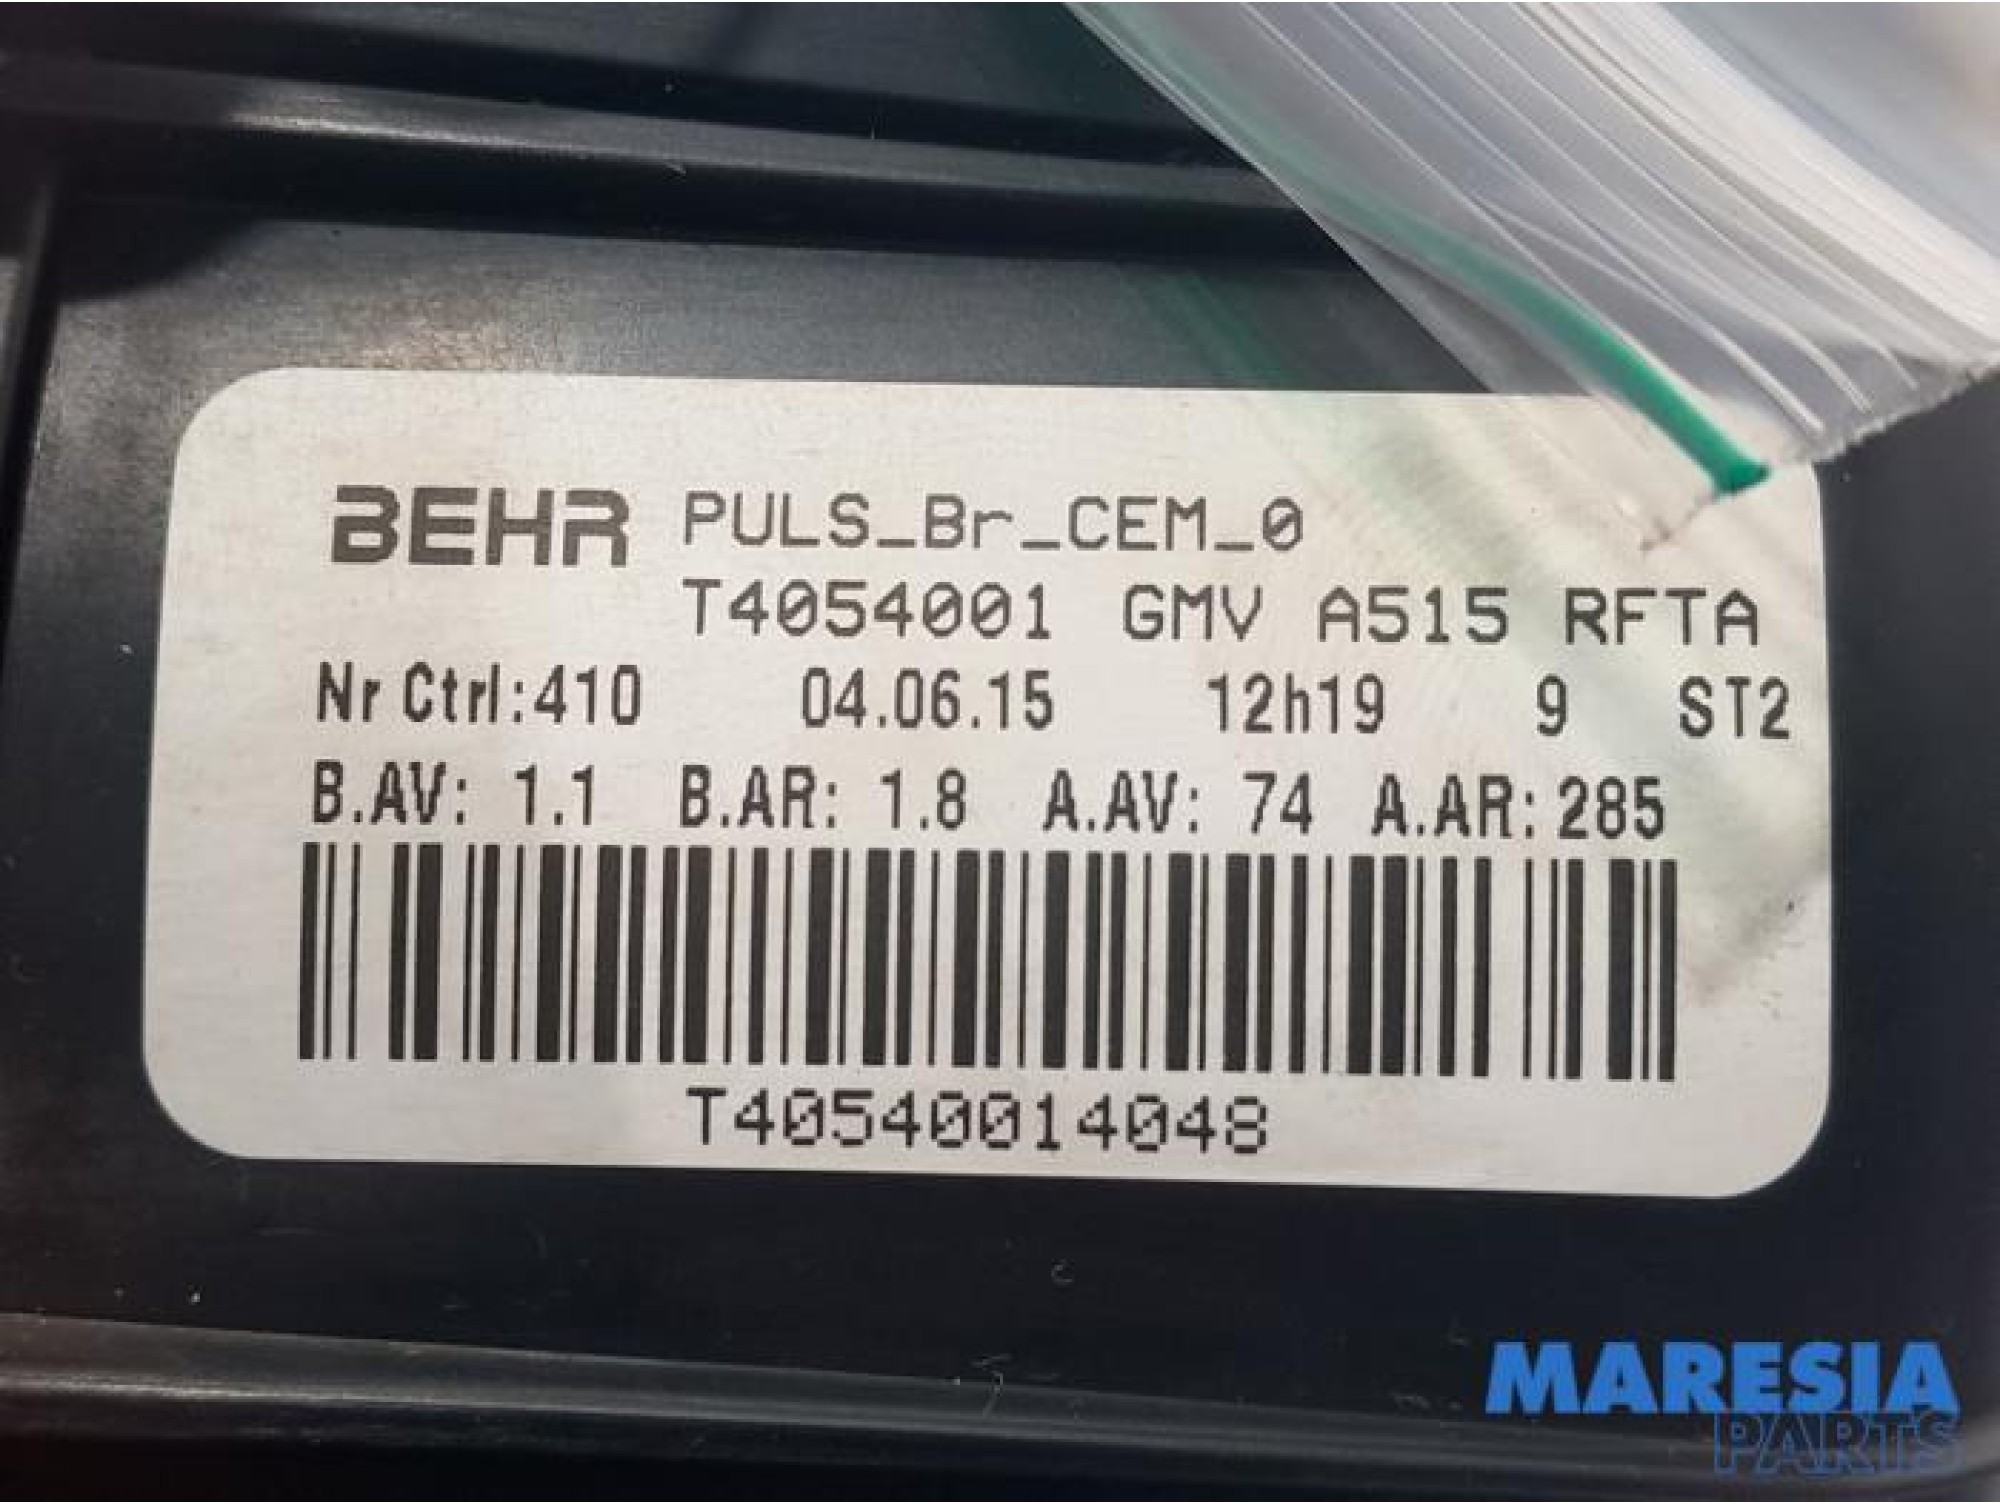 BEHR PULS_Br_CEM_0
T4054001 GMV A515 RFTA
Nr Ctrl:410 04.06.15 12h19 9 ST2
B.AV: 1.1 B.AR: 1.8 A.AV: 74 A.AR: 285
T40540014048
MARESIA
PARTS